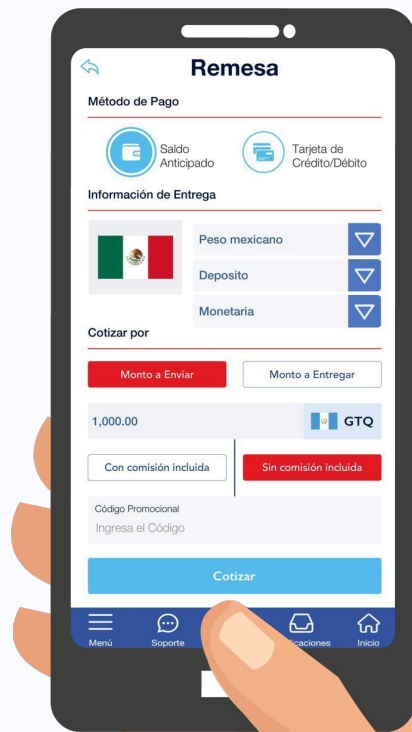 Remesa
Método de Pago
Saldo
Anticipado
Tarjeta de
Crédito/Débito
Información de Entrega
Peso mexicano
Deposito
Monetaria
Cotizar por
Monto a Enviar
Monto a Entregar
1,000.00
GTQ
Con comisión incluida
Sin comisión incluida
Código Promocional
Ingresa el Código
Cotizar
Menú
Soporte
Inicio